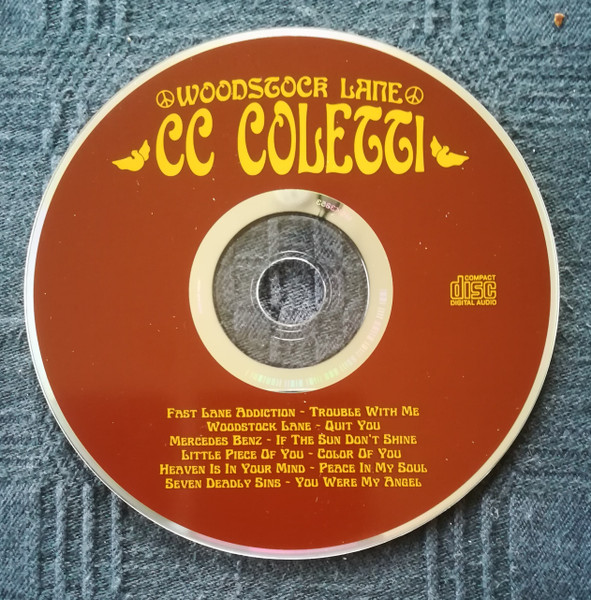 WOODSTOCK LANE
CC COLETTI
COMPACT
disc
DIGITAL AUDIO
FAST LANE ADDICTION - TROUBLE WITH ME
WOODSTOCK LANE - QUIT YOU
MERCEDES BENZ - IF THE SUN DON'T SHINE
LITTLE PIECE OF YOU - COLOR OF YOU
HEAVEN IS IN YOUR MIND - PEACE IN MY SOUL
SEVEN DEADLY SINS - YOU WERE MY ANGEL